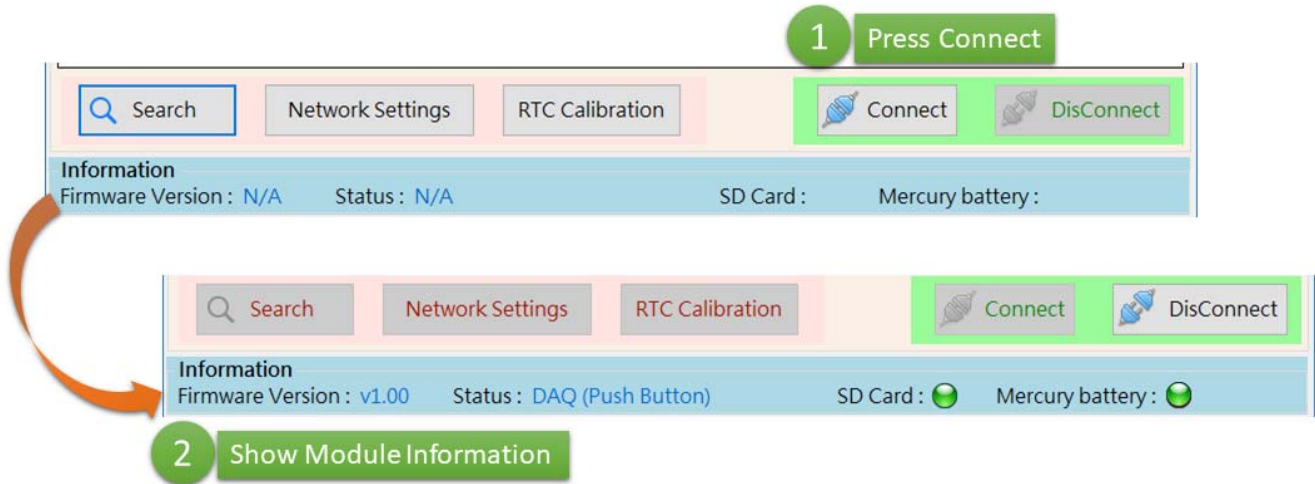 1 Press Connect
Search Network Settings RTC Calibration Connect DisConnect
Information
Firmware Version : N/A Status : N/A SD Card : Mercury battery :
Search Network Settings RTC Calibration Connect DisConnect
Information
Firmware Version : v1.00 Status : DAQ (Push Button) SD Card : Mercury battery :
2 Show Module Information